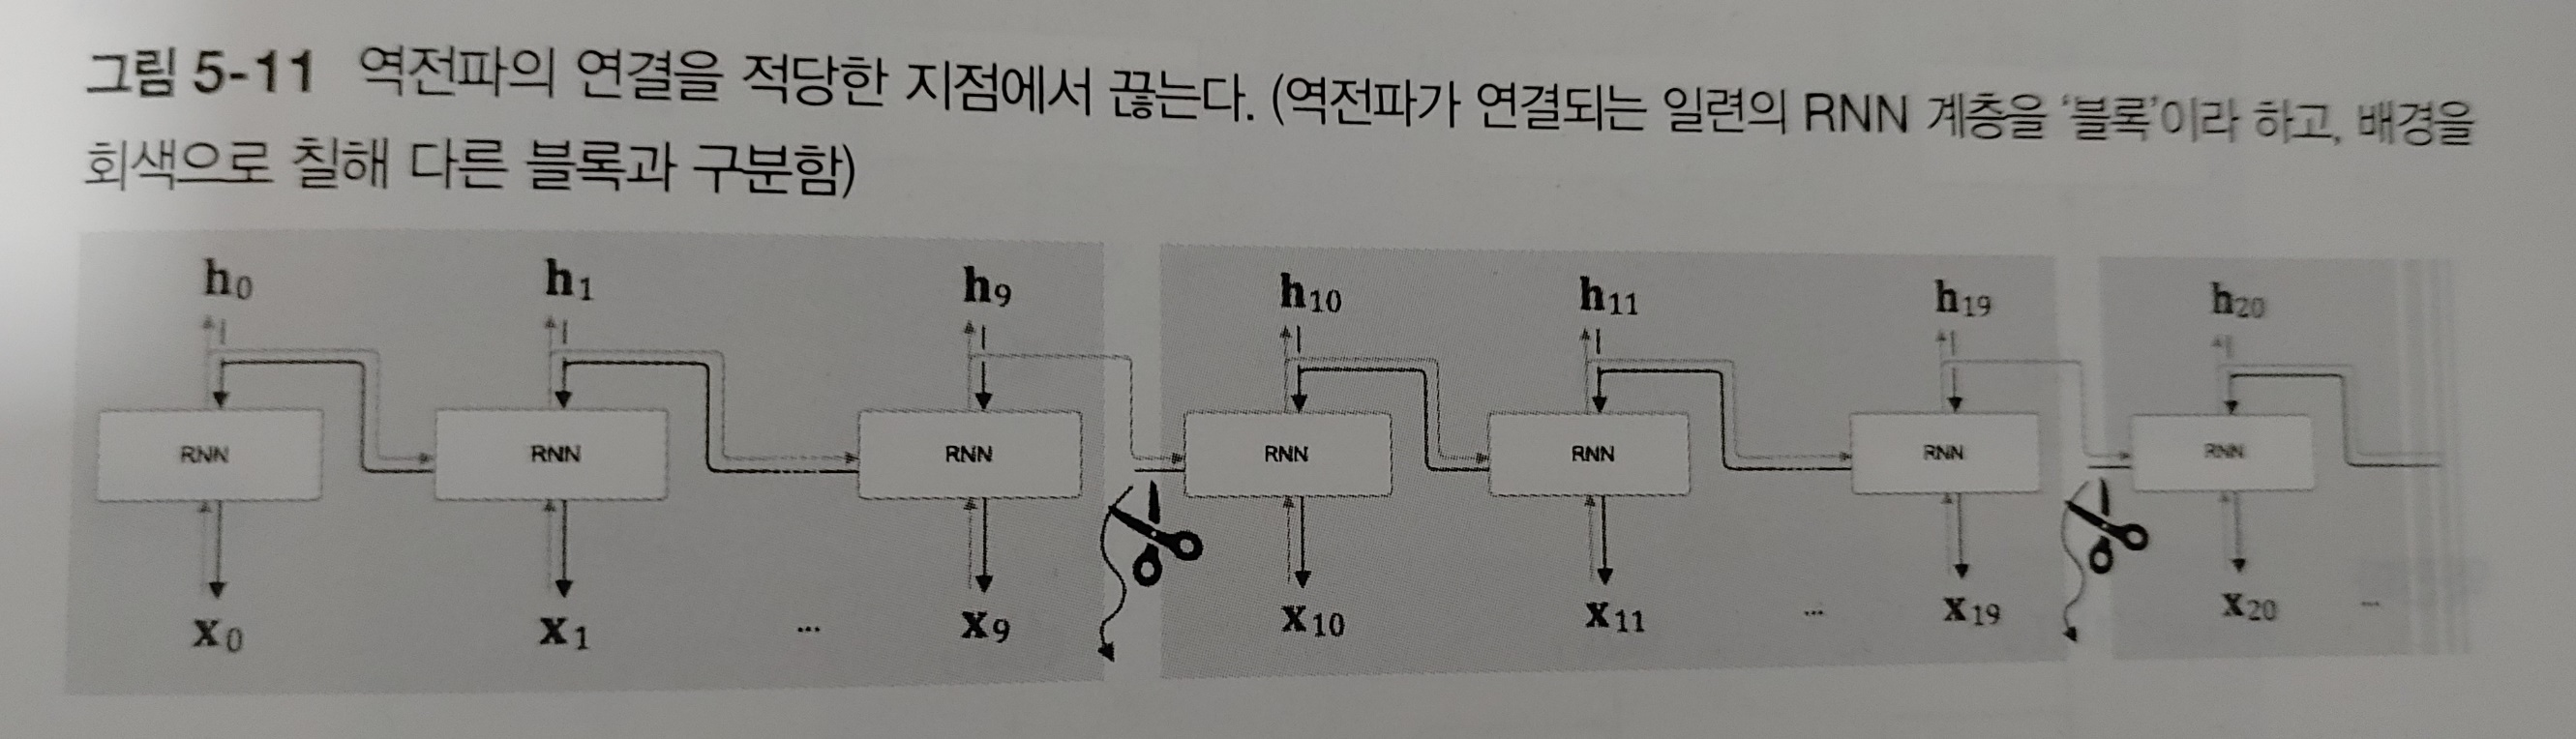 그림 5-11 역전파의 연결을 적당한 지점에서 끊는다. (역전파가 연결되는 일련의 RNN 계층을 '블록'이라 하고, 배경을
회색으로 칠해 다른 블록과 구분함)
h0 h1 h9 h10 h11 h19 h20
RNN RNN RNN RNN RNN RNN RNN
x0 x1 ... x9 x10 x11 ... x19 x20 ...